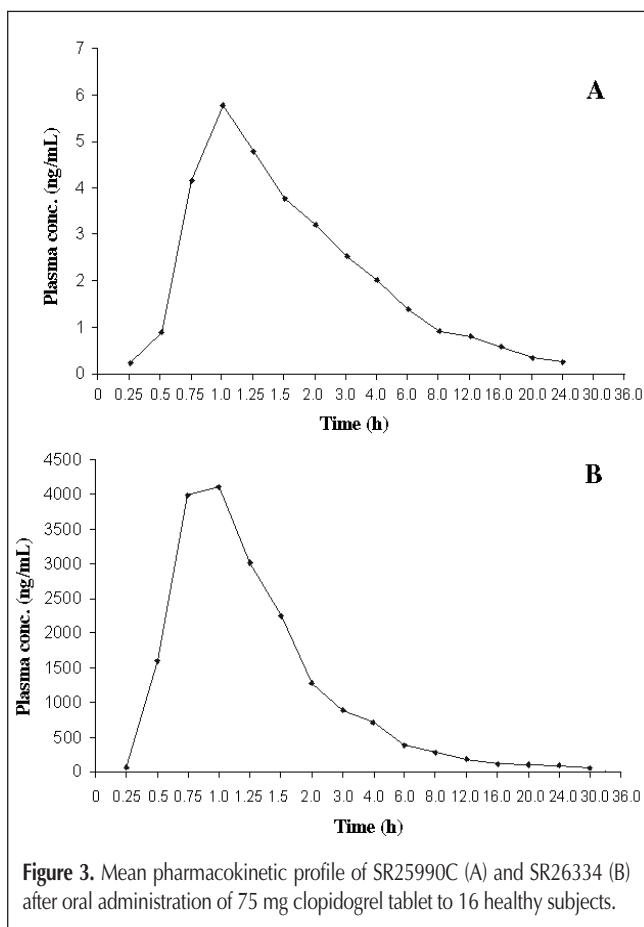 A
7
6
5
4
3
2
1
0
Plasma conc. (ng/mL)
0 0.25 0.5 0.75 1.0 1.25 1.5 2.0 3.0 4.0 6.0 8.0 12.0 16.0 20.0 24.0 30.0 36.0
Time (h)
B
4500
4000
3500
3000
2500
2000
1500
1000
500
0
Plasma conc. (ng/mL)
0 0.25 0.5 0.75 1.0 1.25 1.5 2.0 3.0 4.0 6.0 8.0 12.0 16.0 20.0 24.0 30.0 36.0
Time (h)
Figure 3. Mean pharmacokinetic profile of SR25990C (A) and SR26334 (B)
after oral administration of 75 mg clopidogrel tablet to 16 healthy subjects.